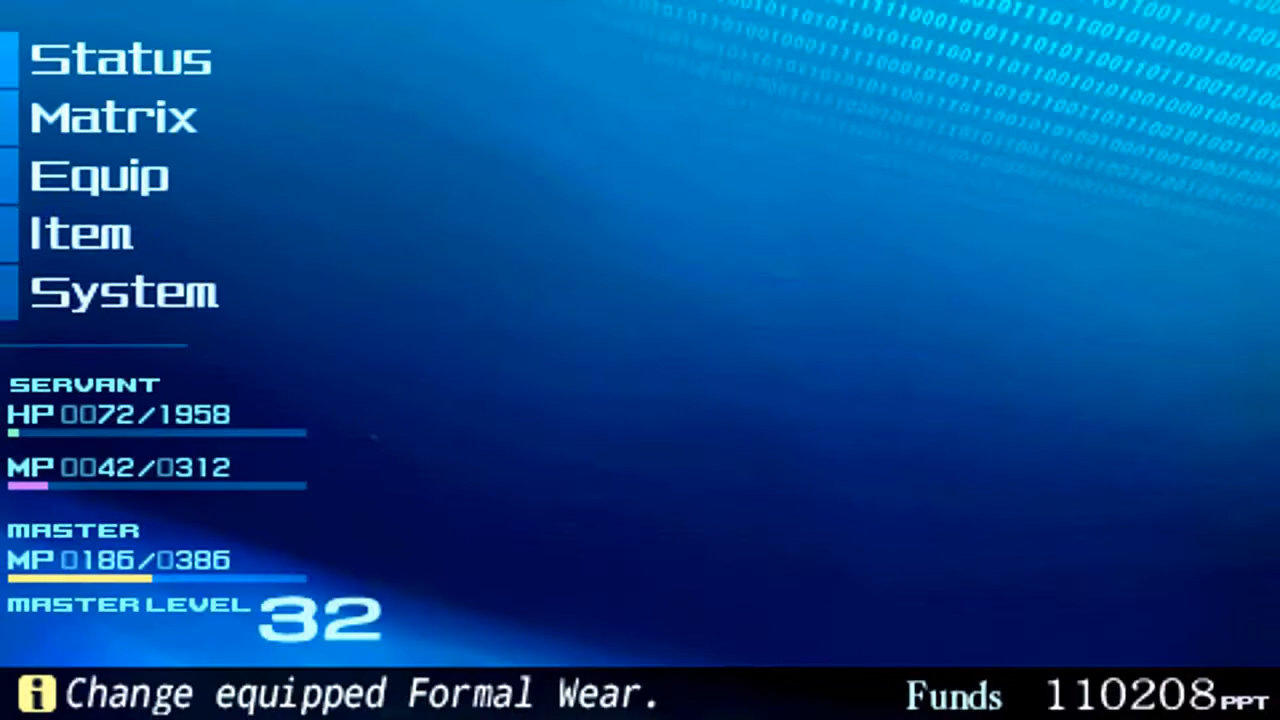 Status
Matrix
Equip
Item
System
SERVANT
HP 0072/1958
MP 0042/0312
MASTER
MP 0186/0386
MASTER LEVEL 32
i Change equipped Formal Wear.
Funds 110208PPT